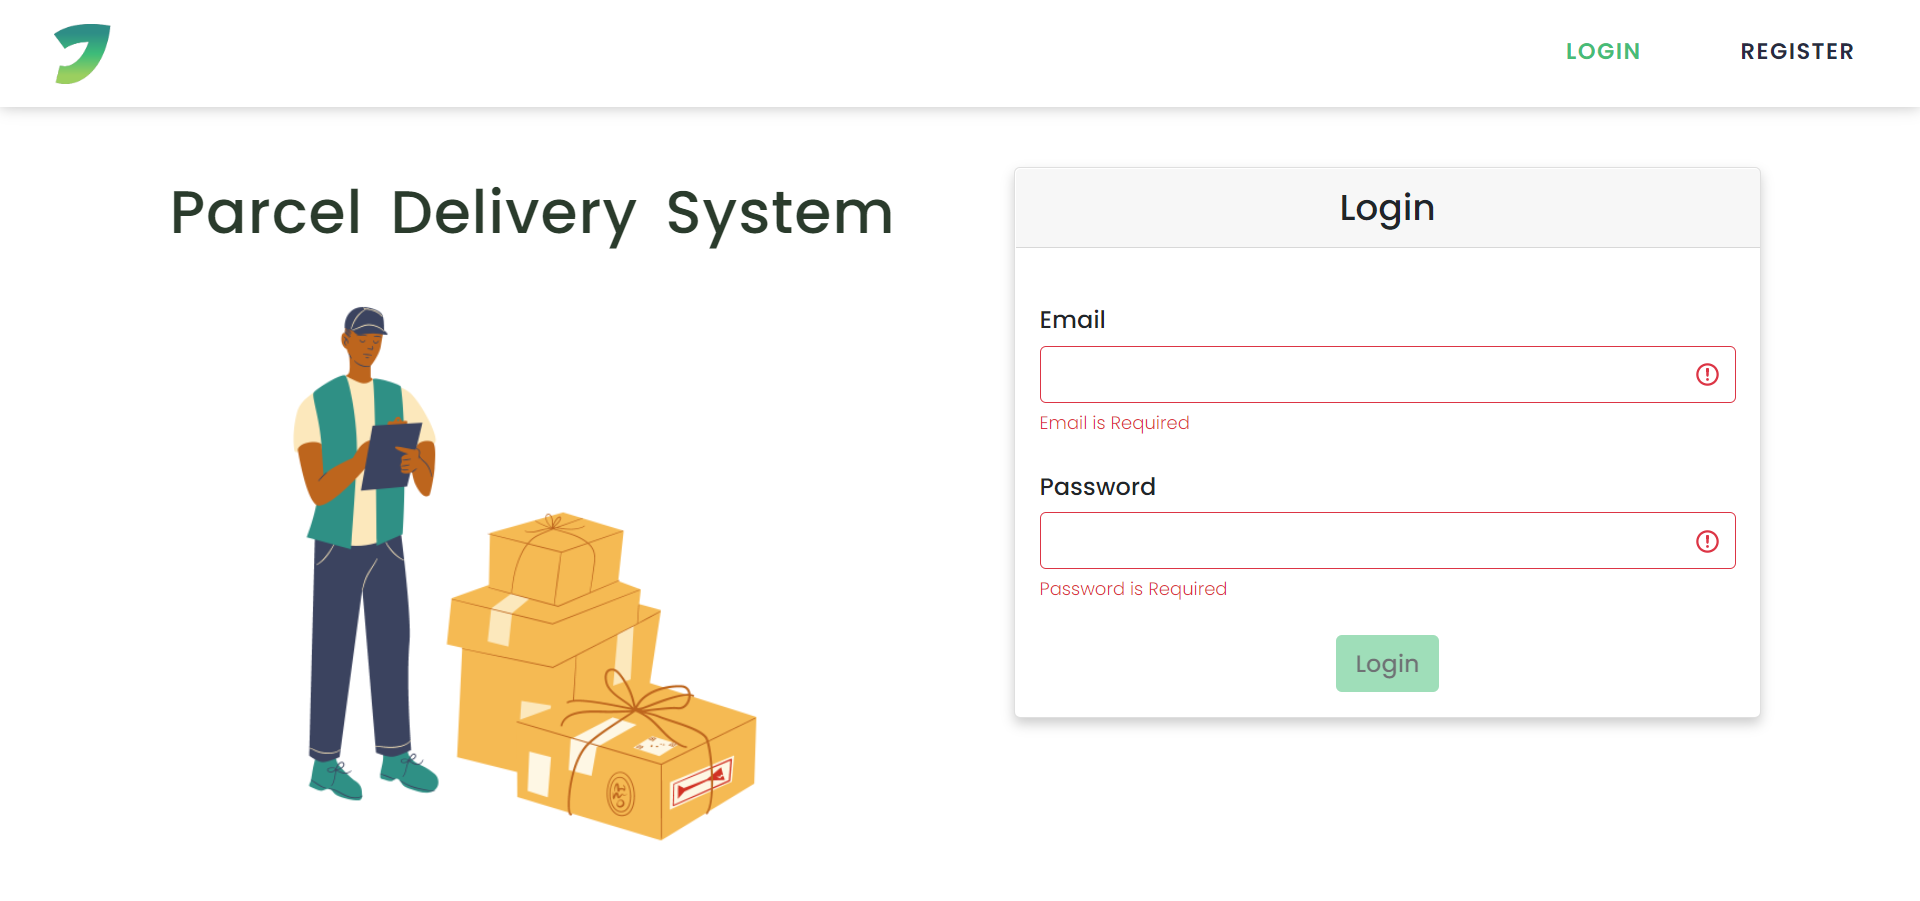 LOGIN
REGISTER
Parcel Delivery System
Login
Email
Email is Required
Password
Password is Required
Login